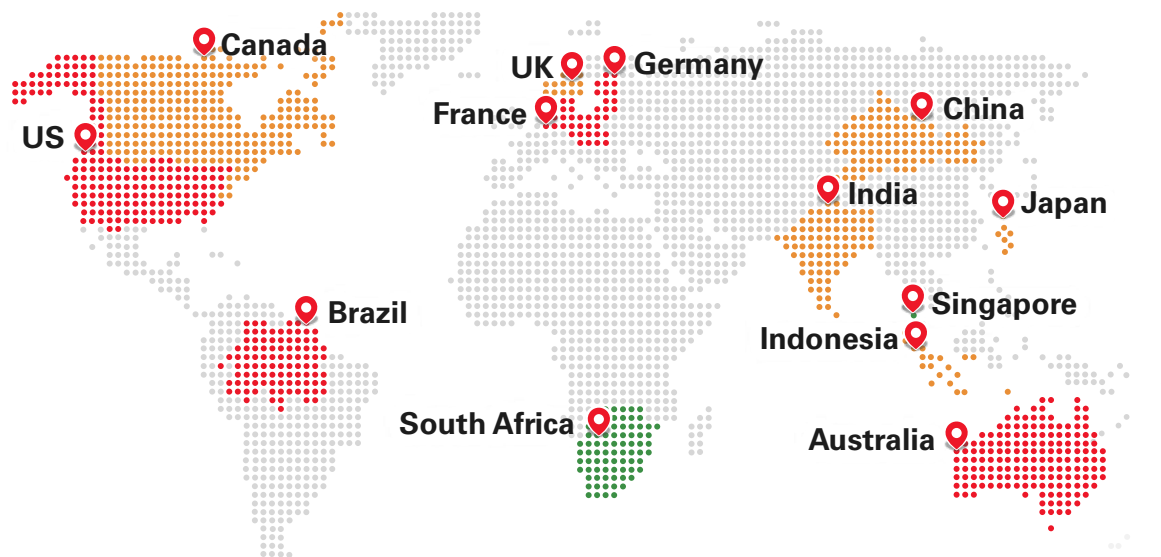 Canada
UK
Germany
France
China
US
India
Japan
Singapore
Brazil
Indonesia
South Africa
Australia